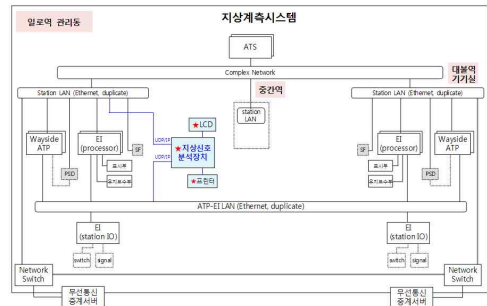 지상계측시스템
밀로역 관리동
ATS
Complex Network
대불역
기기실
중간역
Station LAN (Ethernet, duplicate)
station
LAN
Station LAN (Ethernet, duplicate)
★LCD
UDP/IP
★지상신호
분석장치
UDP/IP
★프린터
Wayside
ATP
EI
(processor)
EF
표시부
유지보수부
PSD
EI
(processor)
Wayside
ATP
EF
표시부
유지보수부
PSD
ATP-EI LAN (Ethernet, duplicate)
EI
(station IO)
switch
signal
EI
(station IO)
switch
signal
Network
Switch
Network
Switch
무선통신
중계서버
무선통신
중계서버